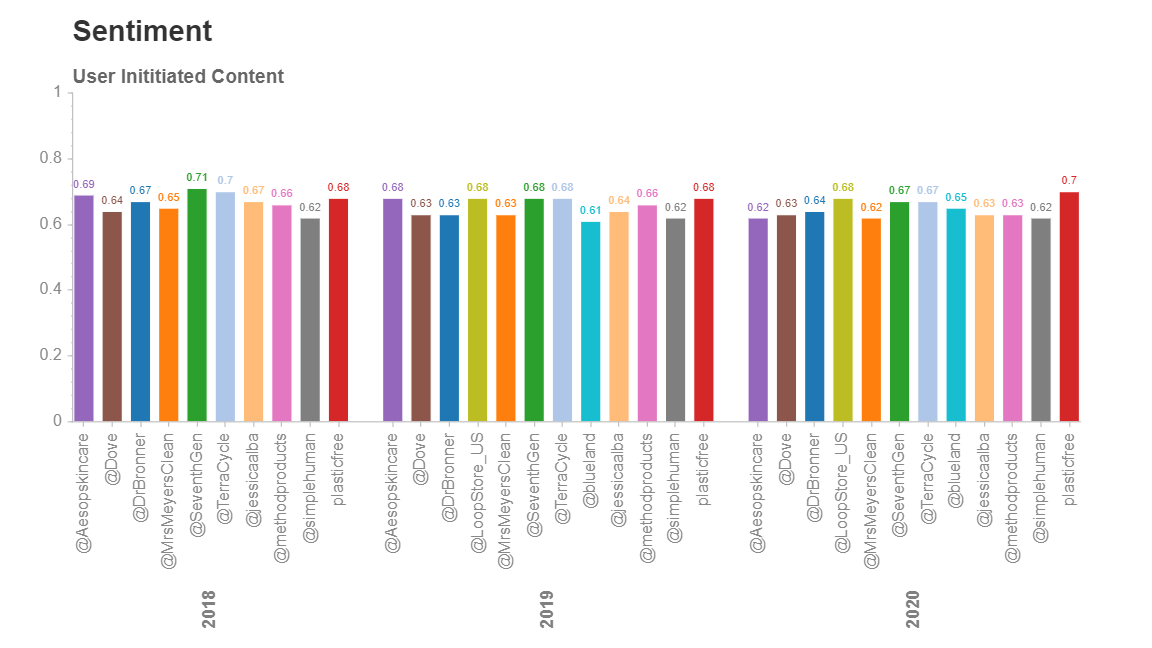 Sentiment
User Inititiated Content
1
0.8
0.6
0.4
0.2
0
0.69 0.64 0.67 0.65 0.71 0.7 0.67 0.66 0.62 0.68
0.68 0.63 0.63 0.68 0.63 0.68 0.68 0.61 0.64 0.66 0.62 0.68
0.62 0.63 0.64 0.68 0.62 0.67 0.67 0.65 0.63 0.63 0.62 0.7
@Aesopskincare
@Dove
@DrBronner
@MrsMeyersClean
@SeventhGen
@TerraCycle
@jessicaalba
@methodproducts
@simplehuman
plasticfree
@Aesopskincare
@Dove
@DrBronner
@LoopStore_US
@MrsMeyersClean
@SeventhGen
@TerraCycle
@blueland
@jessicaalba
@methodproducts
@simplehuman
plasticfree
@Aesopskincare
@Dove
@DrBronner
@LoopStore_US
@MrsMeyersClean
@SeventhGen
@TerraCycle
@blueland
@jessicaalba
@methodproducts
@simplehuman
plasticfree
2018
2019
2020